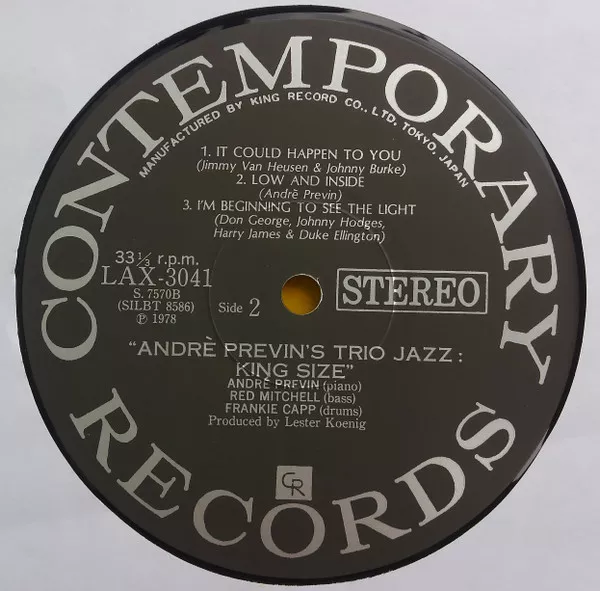 CONTEMPORARY RECORDS
MANUFACTURED BY KING RECORD CO., LTD. TOKYO, JAPAN
1. IT COULD HAPPEN TO YOU
(Jimmy Van Heusen & Johnny Burke)
2. LOW AND INSIDE
(Andrè Previn)
3. I'M BEGINNING TO SEE THE LIGHT
(Don George, Johnny Hodges,
Harry James & Duke Ellington)
33⅓ r.p.m.
LAX-3041
S. 7570B
(SILBT 8586)
Ⓟ 1978
Side 2
STEREO
"ANDRÈ PREVIN'S TRIO JAZZ:
KING SIZE"
ANDRÈ PREVIN (piano)
RED MITCHELL (bass)
FRANKIE CAPP (drums)
Produced by Lester Koenig
CR